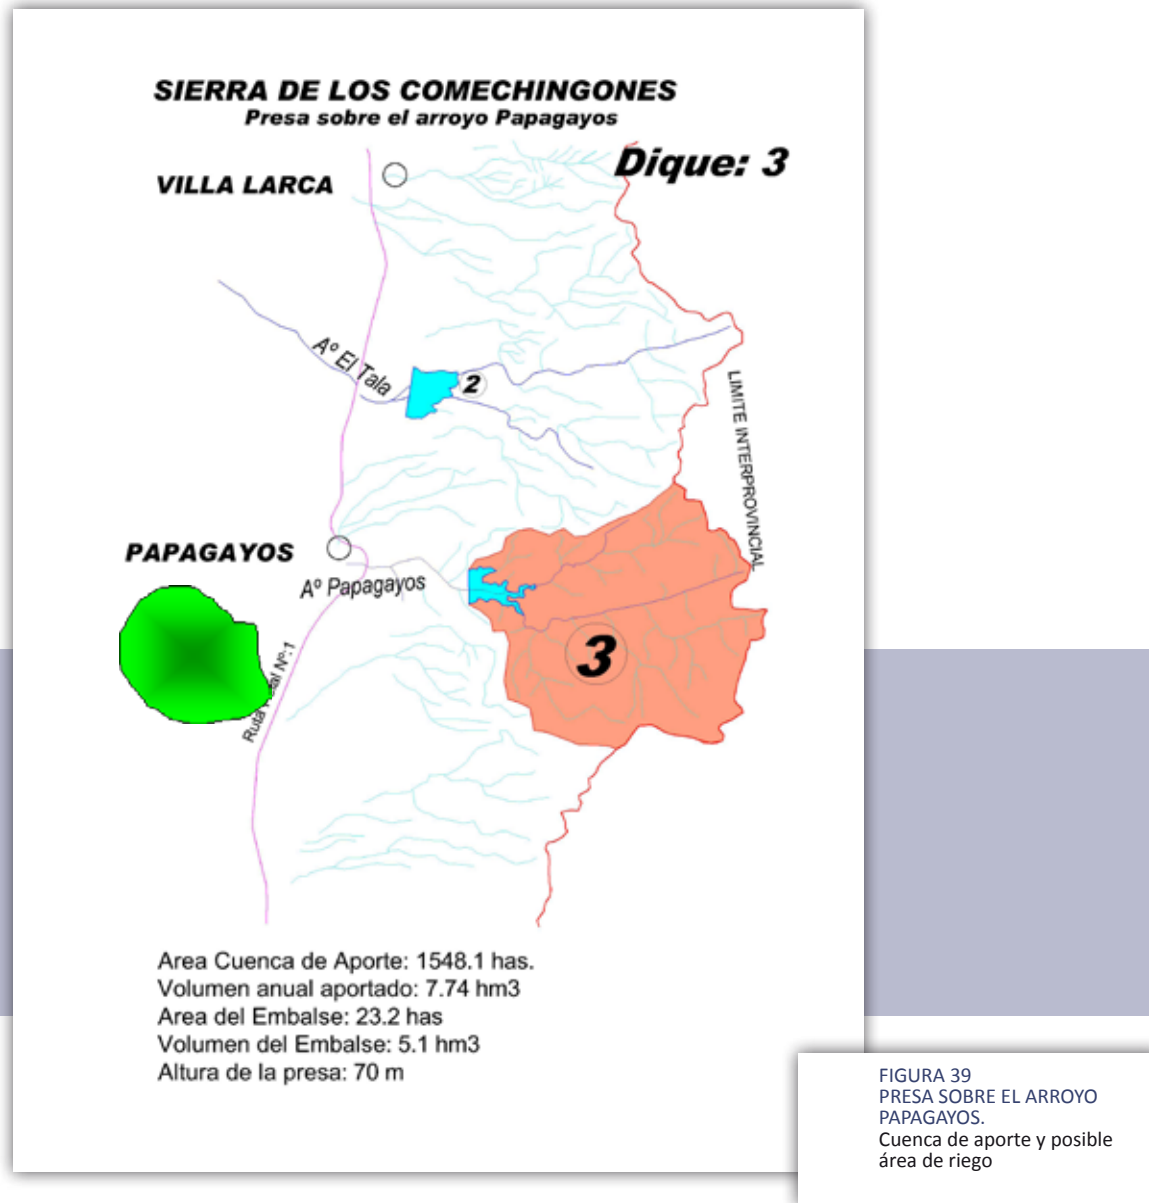 SIERRA DE LOS COMECHINGONES
Presa sobre el arroyo Papagayos
Dique: 3
VILLA LARCA
Aº El Tala
2
LIMITE INTERPROVINCIAL
PAPAGAYOS
Aº Papagayos
3
Ruta Nº:1
Area Cuenca de Aporte: 1548.1 has.
Volumen anual aportado: 7.74 hm3
Area del Embalse: 23.2 has
Volumen del Embalse: 5.1 hm3
Altura de la presa: 70 m
FIGURA 39
PRESA SOBRE EL ARROYO
PAPAGAYOS.
Cuenca de aporte y posible
área de riego